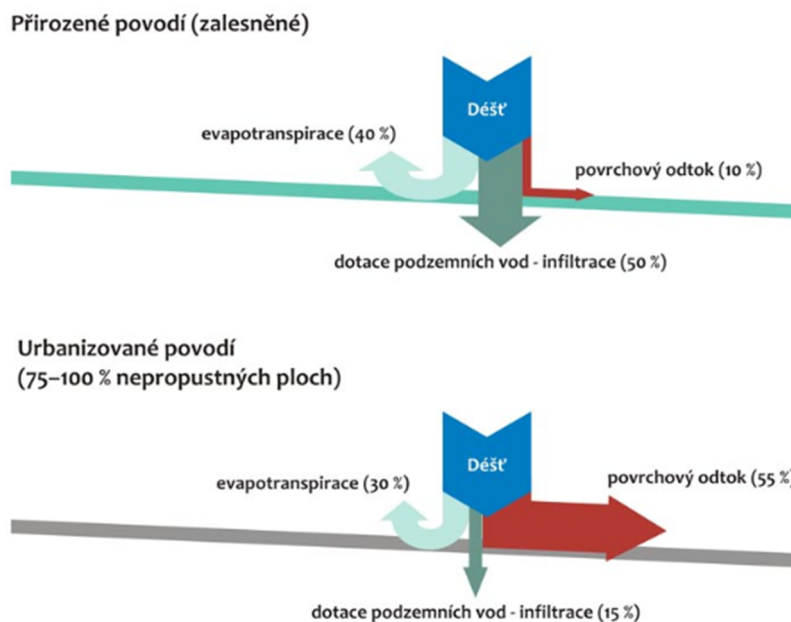 Přirozené povodí (zalesněné)
Déšť
evapotranspirace (40 %)
povrchový odtok (10 %)
dotace podzemních vod - infiltrace (50 %)
Urbanizované povodí
(75–100 % nepropustných ploch)
Déšť
evapotranspirace (30 %)
povrchový odtok (55 %)
dotace podzemních vod - infiltrace (15 %)